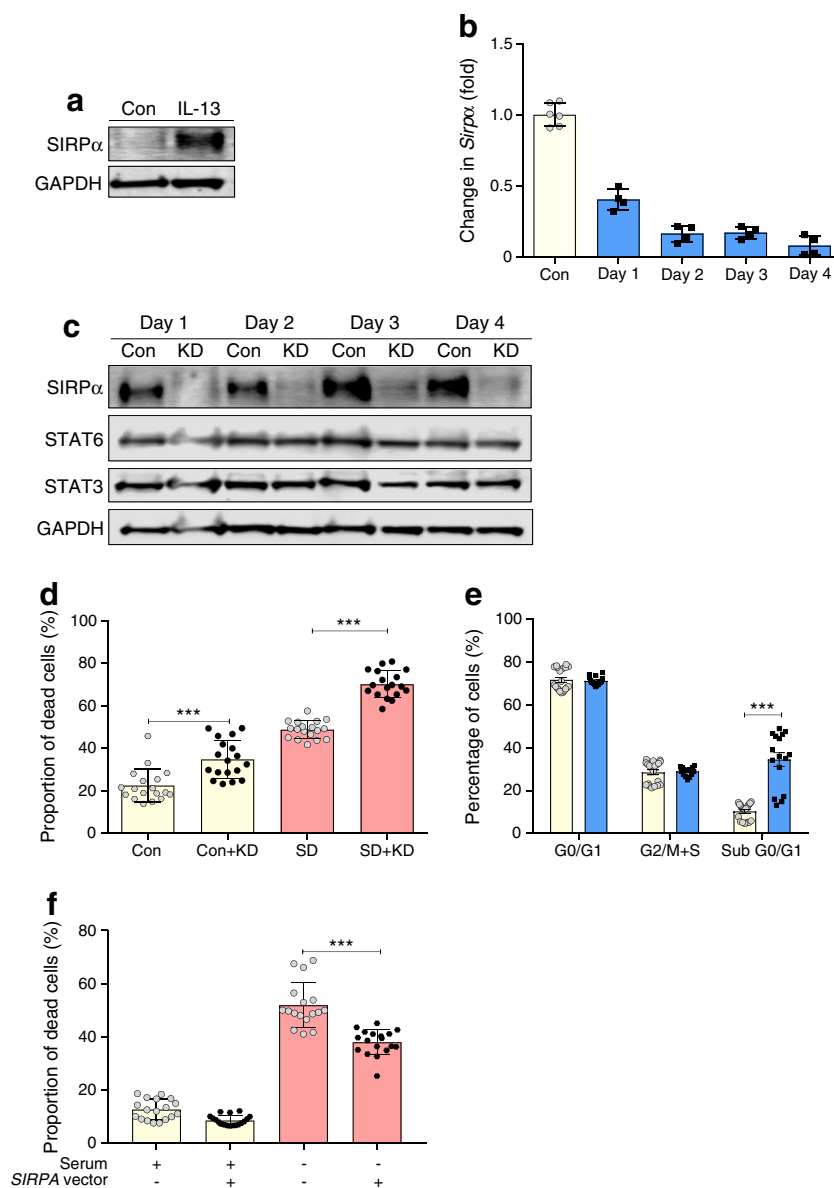 a
Con IL-13
SIRPα
GAPDH
b
Change in Sirpα (fold)
1.5
1.0
0.5
0
Con Day 1 Day 2 Day 3 Day 4
c
Day 1 Day 2 Day 3 Day 4
Con KD Con KD Con KD Con KD
SIRPα
STAT6
STAT3
GAPDH
d
Proportion of dead cells (%)
100
80
60
40
20
0
***
***
Con Con+KD SD SD+KD
e
Percentage of cells (%)
100
80
60
40
20
0
***
G0/G1 G2/M+S Sub G0/G1
f
Proportion of dead cells (%)
80
60
40
20
0
***
Serum + + - -
SIRPA vector - + - +